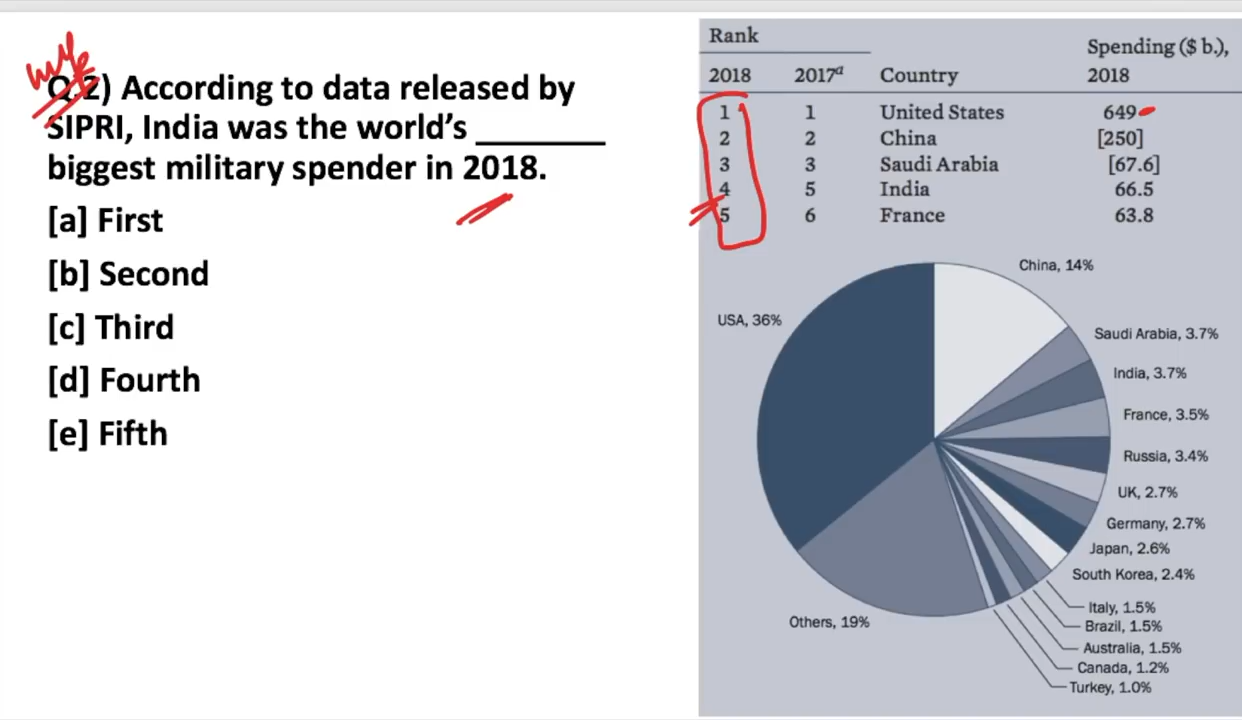 Q.2) According to data released by
SIPRI, India was the world's _______
biggest military spender in 2018.
[a] First
[b] Second
[c] Third
[d] Fourth
[e] Fifth
Rank
Spending ($ b.),
2018 2017a Country 2018
1 1 United States 649
2 2 China [250]
3 3 Saudi Arabia [67.6]
4 5 India 66.5
5 6 France 63.8
China, 14%
USA, 36%
Saudi Arabia, 3.7%
India, 3.7%
France, 3.5%
Russia, 3.4%
UK, 2.7%
Germany, 2.7%
Japan, 2.6%
South Korea, 2.4%
Italy, 1.5%
Others, 19%
Brazil, 1.5%
Australia, 1.5%
Canada, 1.2%
Turkey, 1.0%